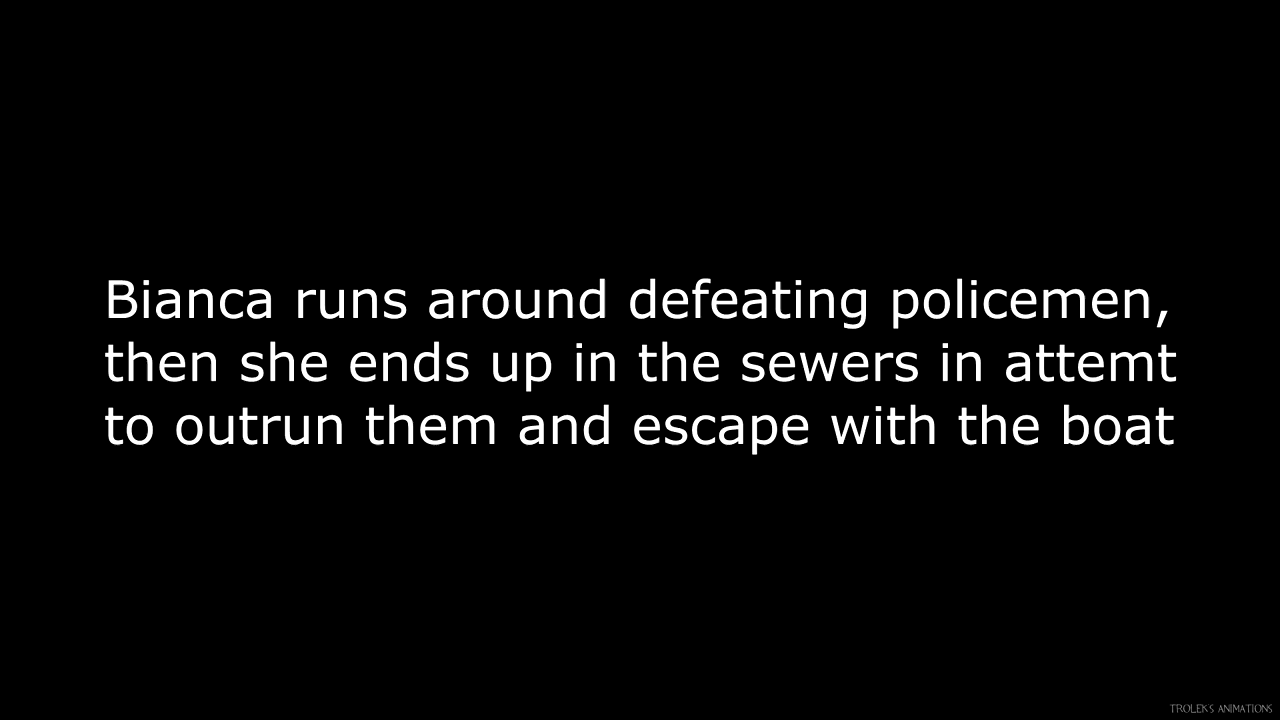 Bianca runs around defeating policemen,
then she ends up in the sewers in attemt
to outrun them and escape with the boat
TROLEK'S ANIMATIONS